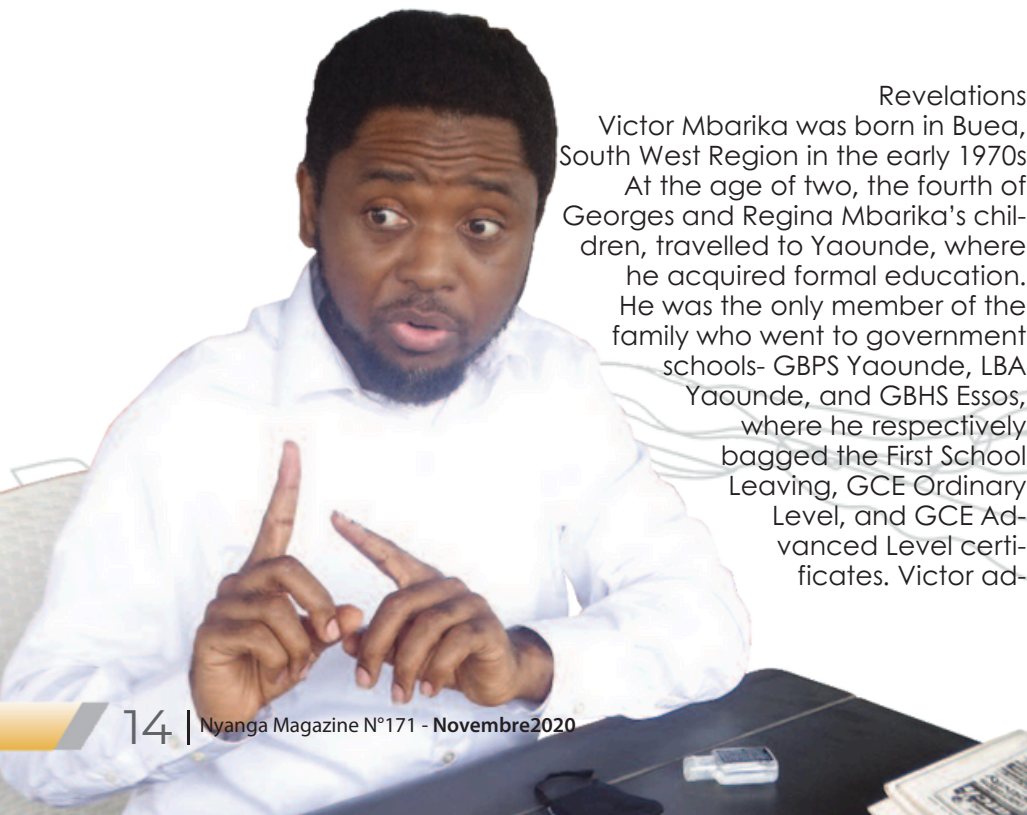 Revelations
Victor Mbarika was born in Buea,
South West Region in the early 1970s
At the age of two, the fourth of
Georges and Regina Mbarika’s chil-
dren, travelled to Yaounde, where
he acquired formal education.
He was the only member of the
family who went to government
schools- GBPS Yaounde, LBA
Yaounde, and GBHS Essos,
where he respectively
bagged the First School
Leaving, GCE Ordinary
Level, and GCE Ad-
vanced Level certi-
ficates. Victor ad-
14 | Nyanga Magazine N°171 - Novembre2020